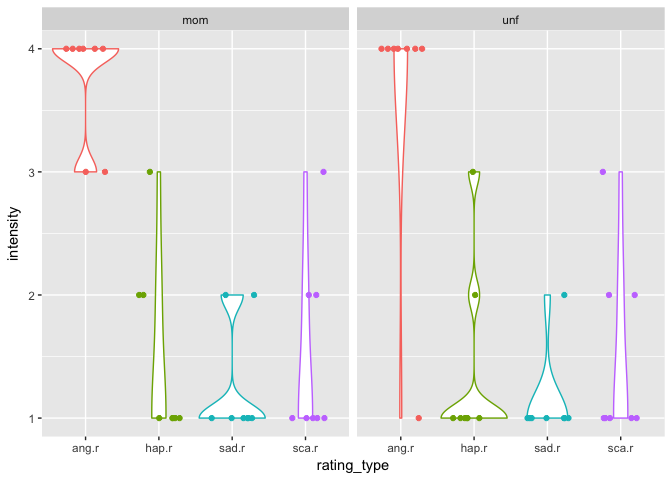 mom unf
intensity
4
3
2
1
ang.r hap.r sad.r sca.r ang.r hap.r sad.r sca.r
rating_type